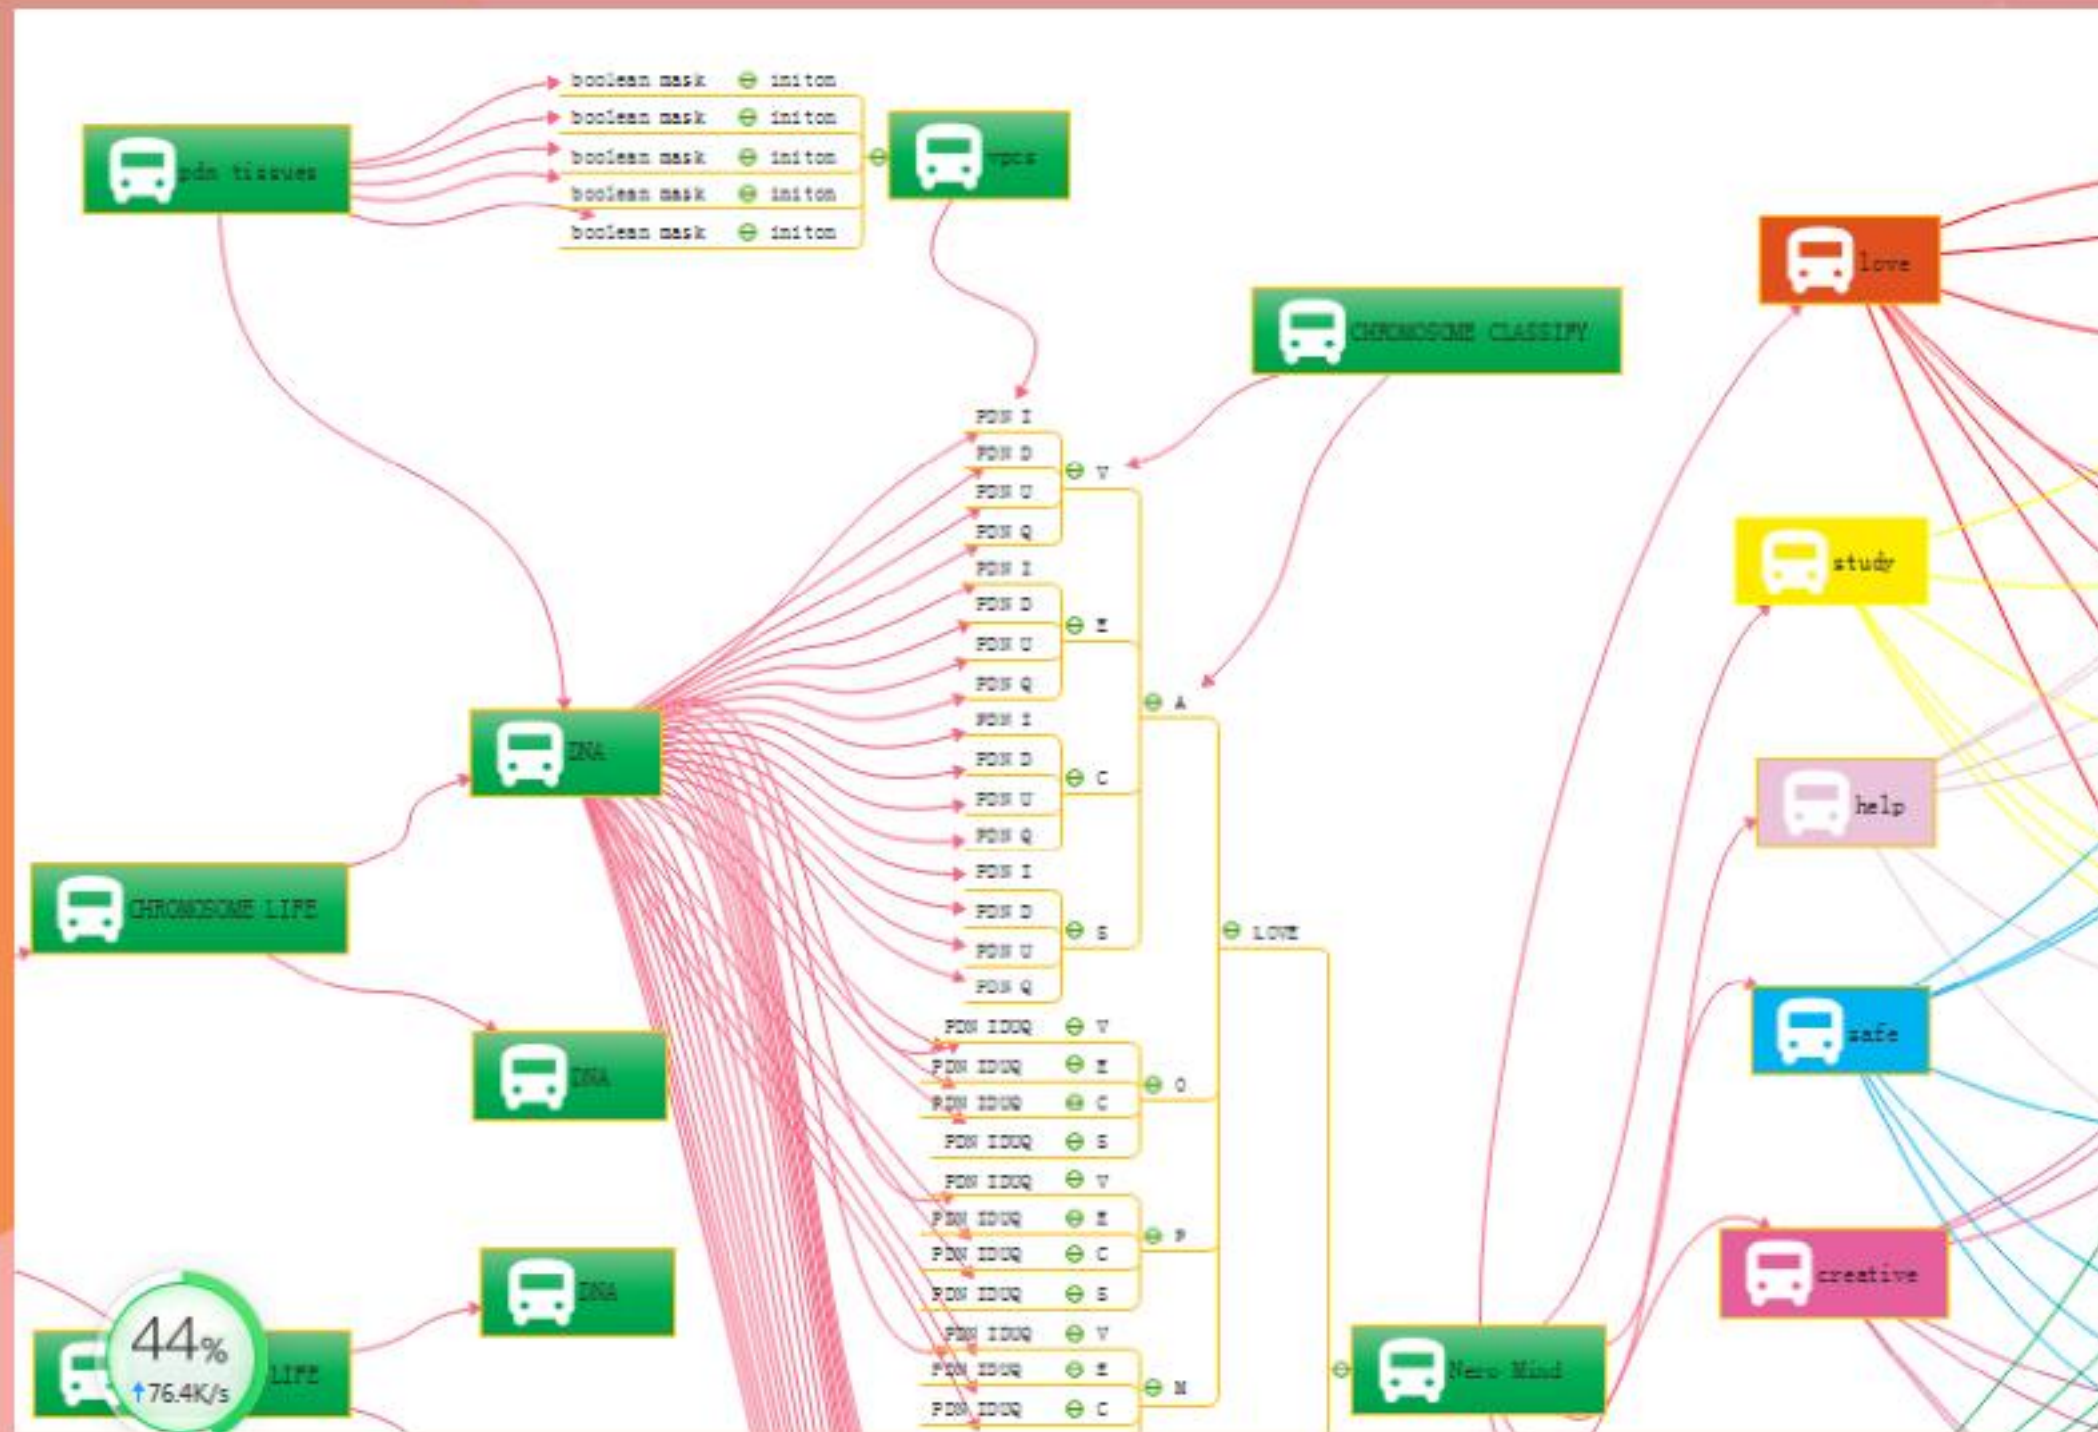 boolean mask initon
boolean mask initon
boolean mask initon
boolean mask initon
boolean mask initon
pdn tissues
vpcs
CHROMOSOME CLASSIFY
love
PDN I
PDN D
V
PDN U
PDN Q
study
PDN I
PDN D
E
PDN U
PDN Q
A
PDN I
DNA
PDN D
C
PDN U
help
PDN Q
PDN I
CHROMOSOME LIFE
PDN D
S
LOVE
PDN U
PDN Q
PDN IDUQ V
safe
PDN IDUQ E
DNA
O
PDN IDUQ C
PDN IDUQ S
PDN IDUQ V
PDN IDUQ E
P
PDN IDUQ C
creative
DNA
PDN IDUQ S
PDN IDUQ V
44%
LIFE
PDN IDUQ E
Nero Mind
M
76.4K/s
PDN IDUQ C